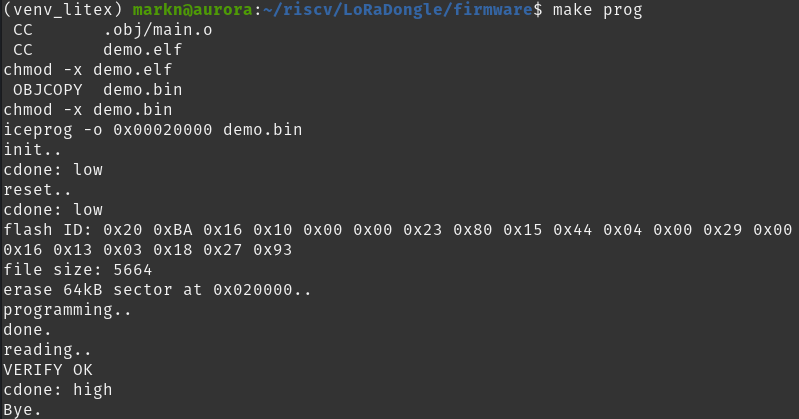 (venv_litex) markn@aurora:~/riscv/LoRaDongle/firmware$ make prog
CC .obj/main.o
CC demo.elf
chmod -x demo.elf
OBJCOPY demo.bin
chmod -x demo.bin
iceprog -o 0x00020000 demo.bin
init..
cdone: low
reset..
cdone: low
flash ID: 0x20 0xBA 0x16 0x10 0x00 0x00 0x23 0x80 0x15 0x44 0x04 0x00 0x29 0x00
0x16 0x13 0x03 0x18 0x27 0x93
file size: 5664
erase 64kB sector at 0x020000..
programming..
done.
reading..
VERIFY OK
cdone: high
Bye.